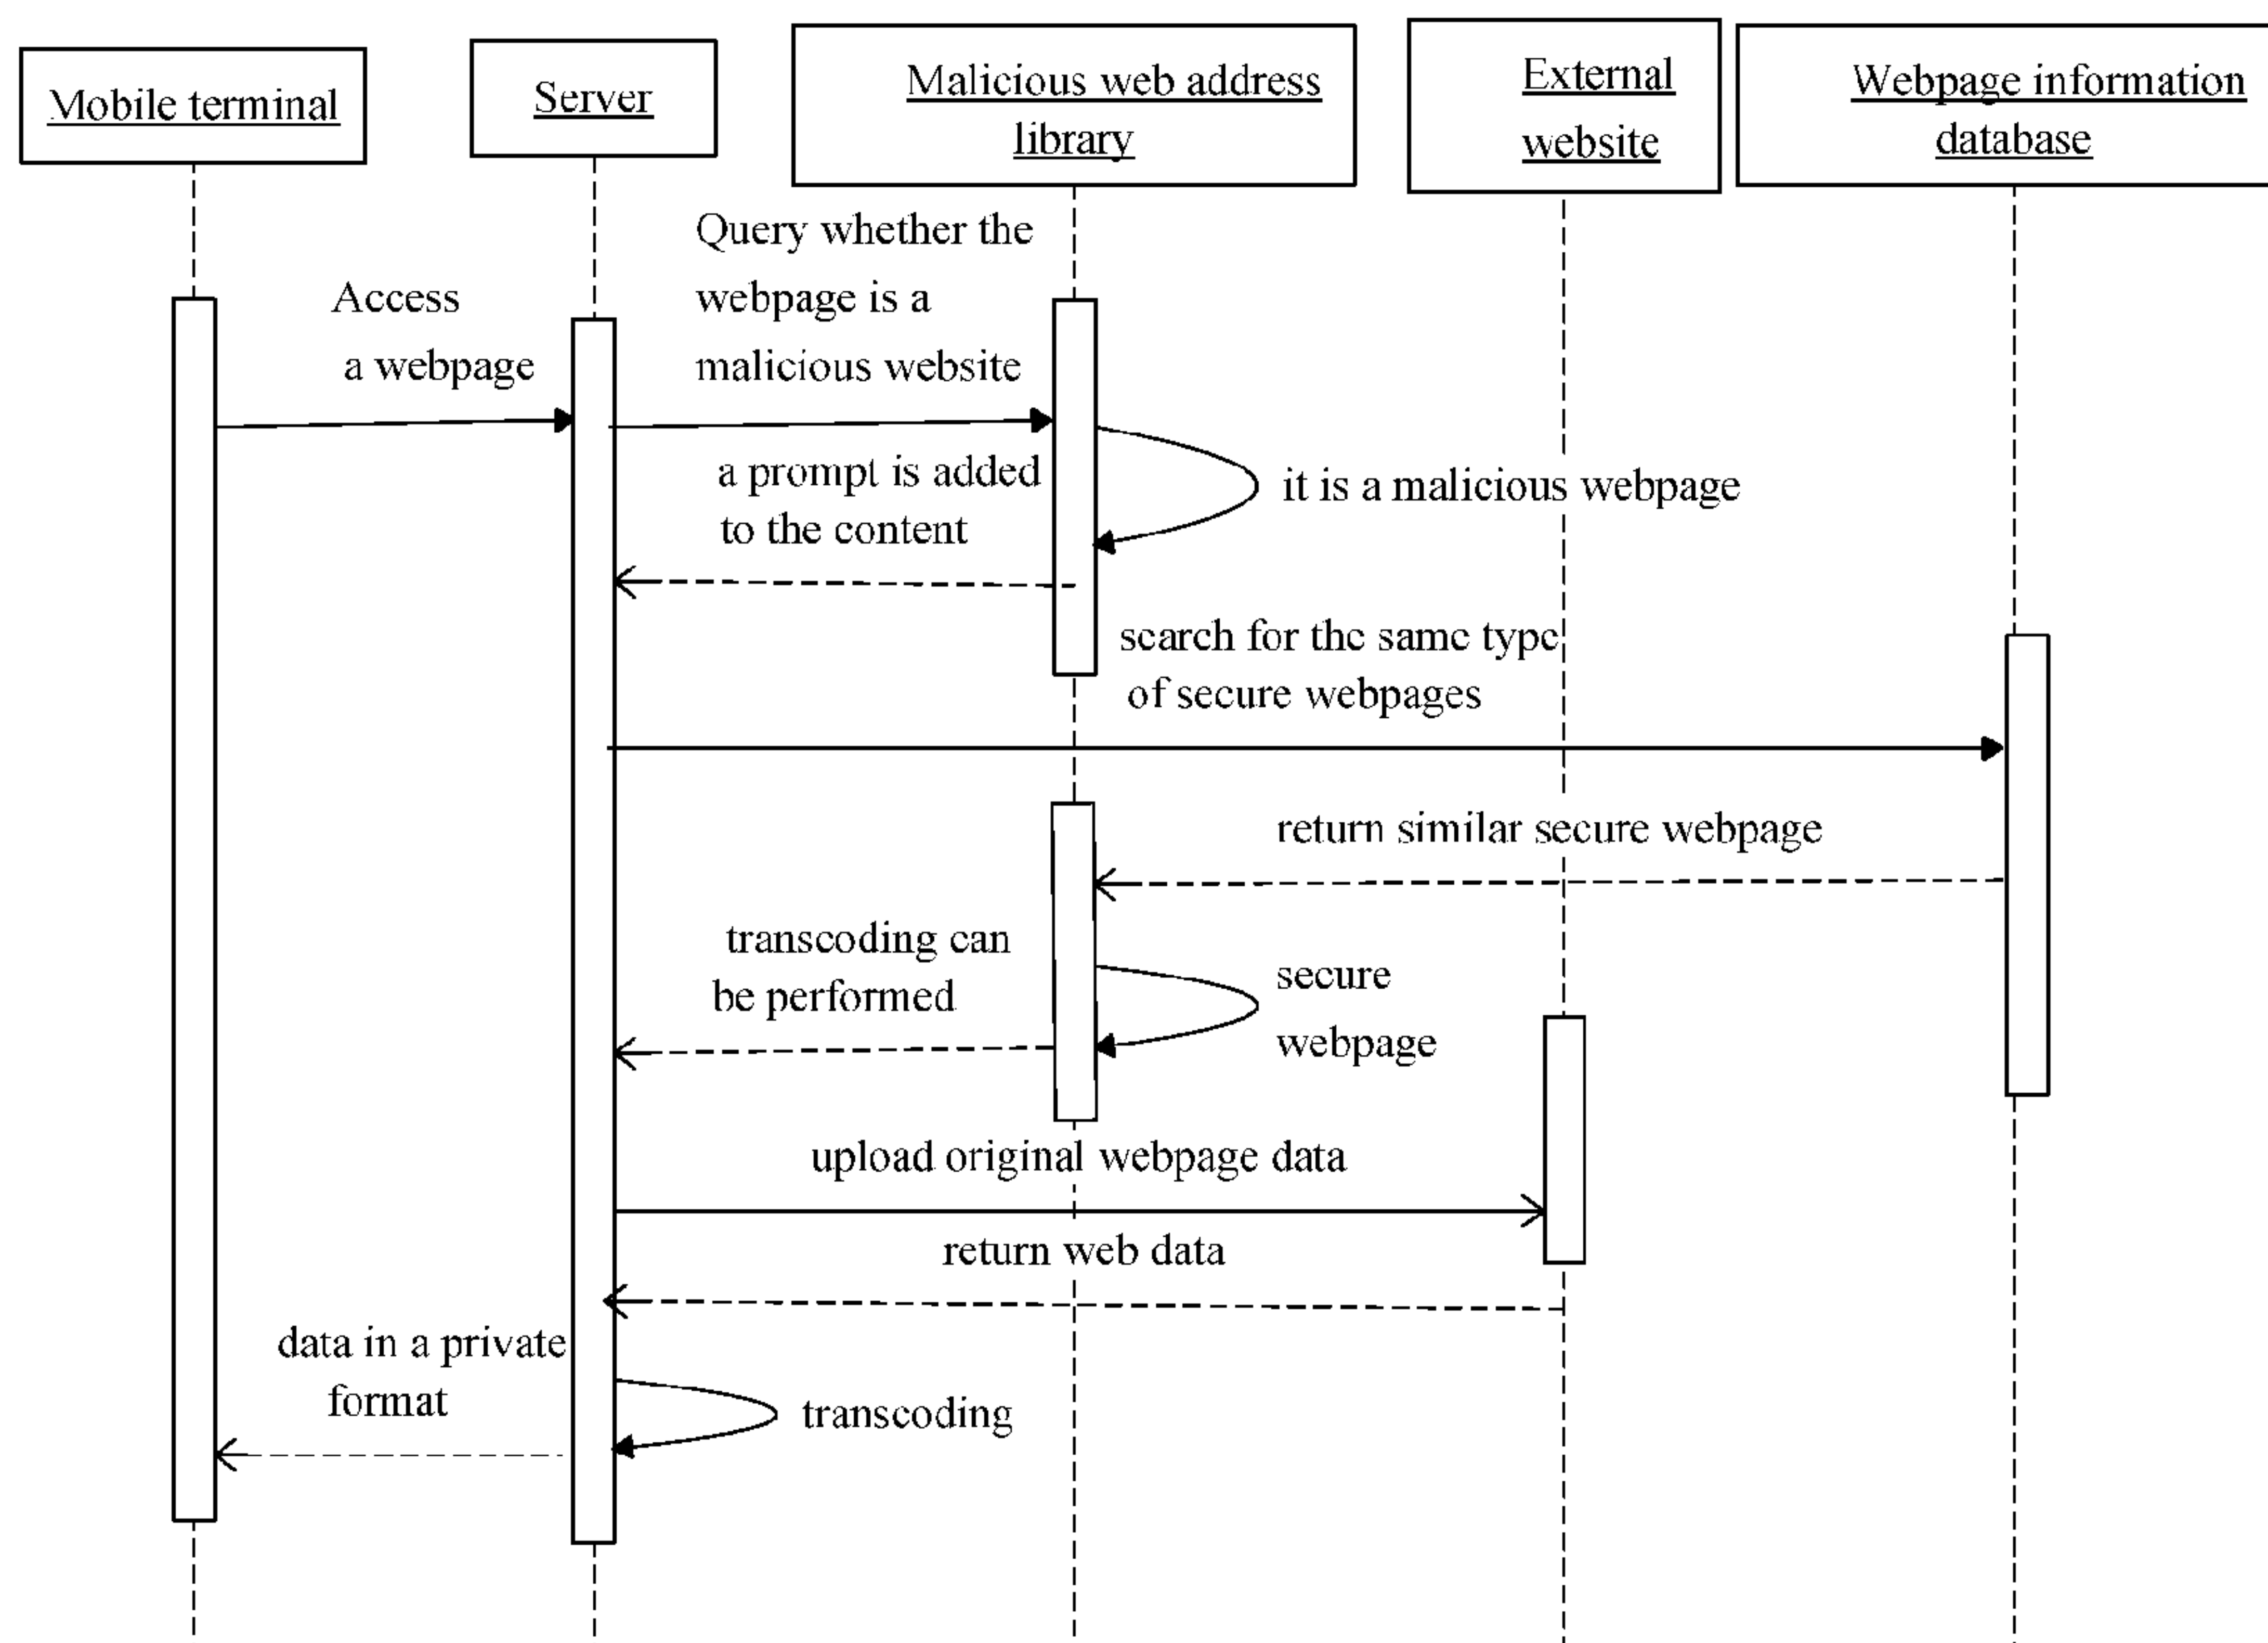 Mobile terminal
Server
Malicious web address
library
External
website
Webpage information
database
Access
a webpage
Query whether the
webpage is a
malicious website
a prompt is added
to the content
it is a malicious webpage
search for the same type
of secure webpages
return similar secure webpage
transcoding can
be performed
secure
webpage
upload original webpage data
return web data
data in a private
format
transcoding